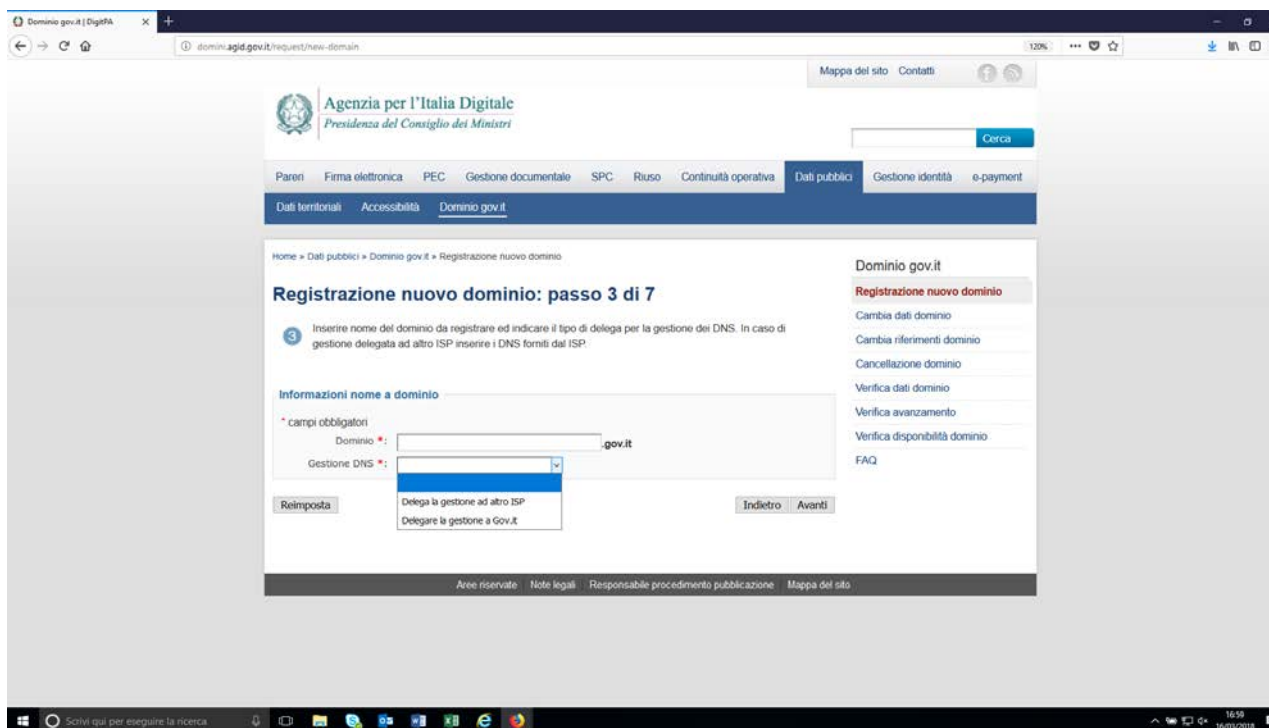 Dominio gov.it | DigitPA
domini.agid.gov.it/request/new-domain
120%
Mappa del sito Contatti
Agenzia per l'Italia Digitale
Presidenza del Consiglio dei Ministri
Cerca
Pareri Firma elettronica PEC Gestione documentale SPC Riuso Continuità operativa Dati pubblici Gestione identità e-payment
Dati territoriali Accessibilità Dominio gov.it
Home » Dati pubblici » Dominio gov.it » Registrazione nuovo dominio
Registrazione nuovo dominio: passo 3 di 7
3 Inserire nome del dominio da registrare ed indicare il tipo di delega per la gestione dei DNS. In caso di
gestione delegata ad altro ISP inserire i DNS forniti dal ISP.
Informazioni nome a dominio
* campi obbligatori
Dominio *: .gov.it
Gestione DNS *:
Delega la gestione ad altro ISP
Delegare la gestione a Gov.it
Reimposta
Indietro Avanti
Dominio gov.it
Registrazione nuovo dominio
Cambia dati dominio
Cambia riferimenti dominio
Cancellazione dominio
Verifica dati dominio
Verifica avanzamento
Verifica disponibilità dominio
FAQ
Aree riservate Note legali Responsabile procedimento pubblicazione Mappa del sito
Scrivi qui per eseguire la ricerca
16:59
16/03/2018